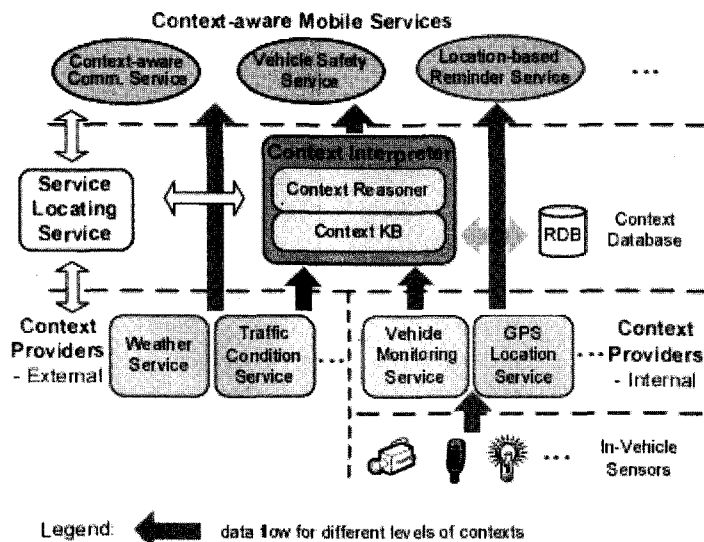 Context-aware Mobile Services
Context-aware
Comm. Service
Vehicle Safety
Service
Location-based
Reminder Service
...
Service
Locating
Service
Context Interpreter
Context Reasoner
Context KB
RDB
Context
Database
Context
Providers
- External
Weather
Service
Traffic
Condition
Service
...
Vehicle
Monitoring
Service
GPS
Location
Service
...
Context
Providers
- Internal
...
In-Vehicle
Sensors
Legend:
data flow for different levels of contexts